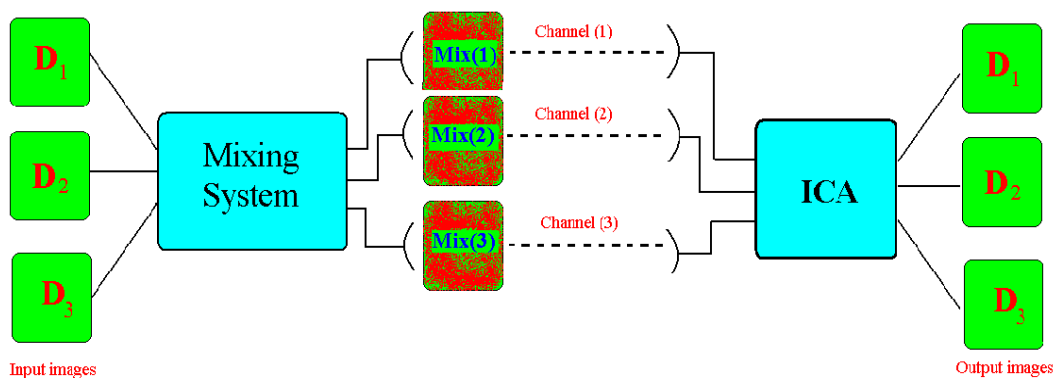 D1
D2
D3
Input images
Mixing
System
Mix(1)
Channel (1)
Mix(2)
Channel (2)
Mix(3)
Channel (3)
ICA
D1
D2
D3
Output images